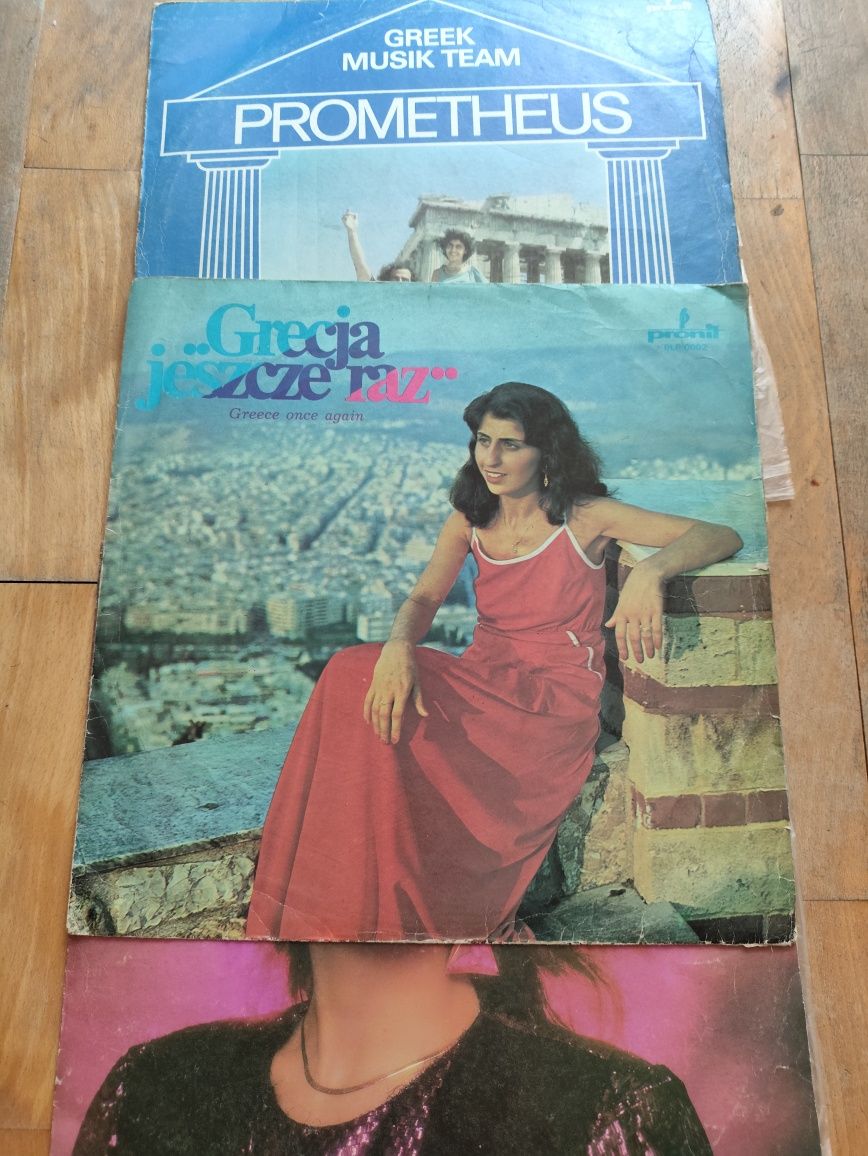 GREEK
MUSIK TEAM
PROMETHEUS
"Grecja
jeszcze raz"
Greece once again
pronit